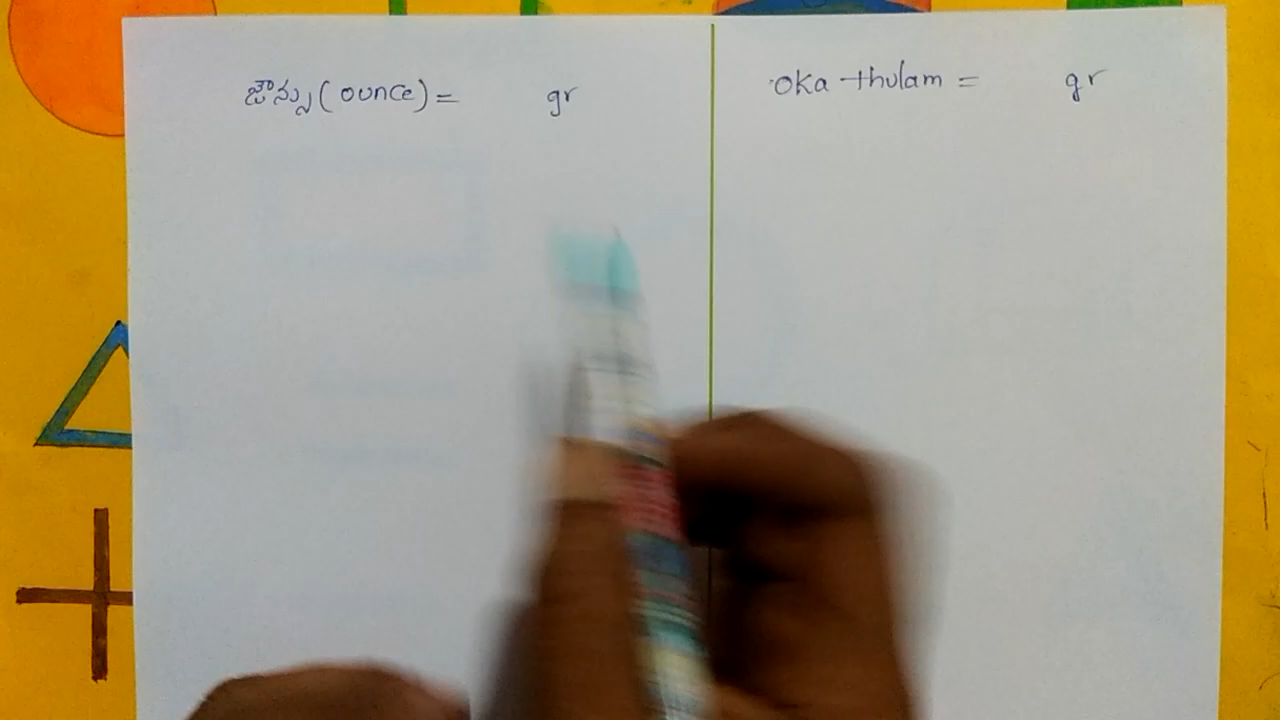 ఔన్సు (ounce) = gr
oka thulam = gr